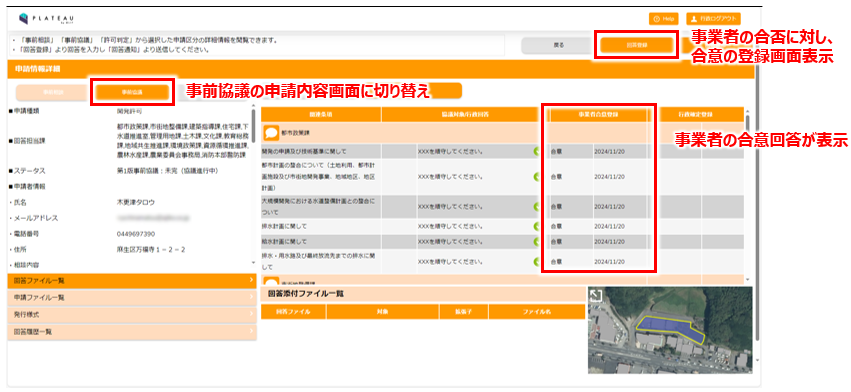 PLATEAU
by MLIT
Help
行政ログアウト
・「事前相談」「事前協議」「許可判定」から選択した申請区分の詳細情報を閲覧できます。
・「回答登録」より回答を入力し「回答通知」より送信してください。
戻る
回答登録
事業者の合否に対し、
合意の登録画面表示
申請情報詳細
事前相談
事前協議
事前協議の申請内容画面に切り替え
■申請種類
開発許可
■回答担当課
都市政策課,市街地整備課,建築指導課,住宅課,下
水道推進室,管理用地課,土木課,文化課,教育総務
課,地域共生推進課,環境政策課,資源循環推進課,
農林水産課,農業委員会事務局,消防本部警防課
■ステータス
第1版事前協議：未完（協議進行中）
■申請者情報
・氏名
木更津タロウ
・メールアドレス
・電話番号
0449697390
・住所
麻生区万福寺１－２－２
・相談内容
回答ファイル一覧
申請ファイル一覧
発行様式
回答履歴一覧
関連条項
協議対象/行政回答
事業者合意登録
行政確定登録
都市政策課
事業者の合意回答が表示
開発の申請及び技術基準に関して
XXXを順守してください。
合意
2024/11/20
都市計画の整合について（土地利用、都市計
画施設及び市街地開発事業、地域地区、地区
計画）
XXXを順守してください。
合意
2024/11/20
大規模開発における水道整備計画との整合に
ついて
XXXを順守してください。
合意
2024/11/20
排水計画に関して
XXXを順守してください。
合意
2024/11/20
給水計画に関して
XXXを順守してください。
合意
2024/11/20
排水・用水施設及び最終放流先までの排水に関
して
XXXを順守してください。
合意
2024/11/20
市街地整備課
回答添付ファイル一覧
回答ファイル
対象
拡張子
ファイル名